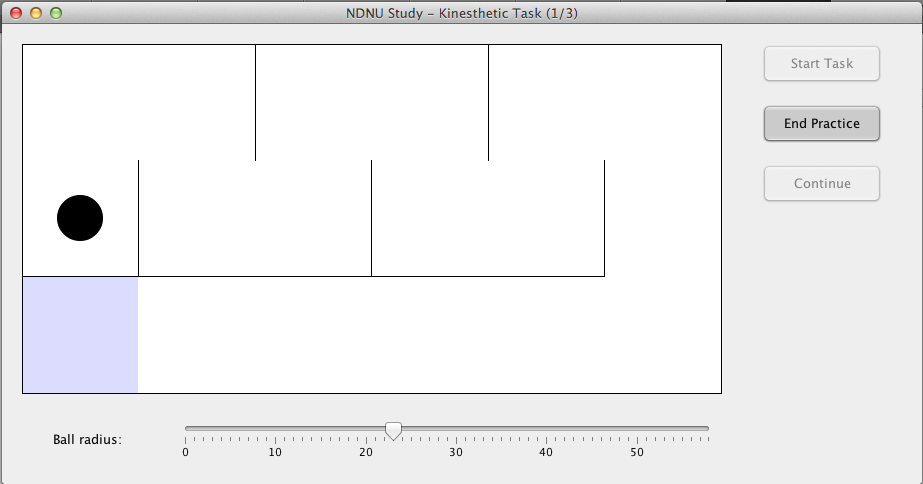 NDNU Study – Kinesthetic Task (1/3)
Start Task
End Practice
Continue
Ball radius:
0 10 20 30 40 50